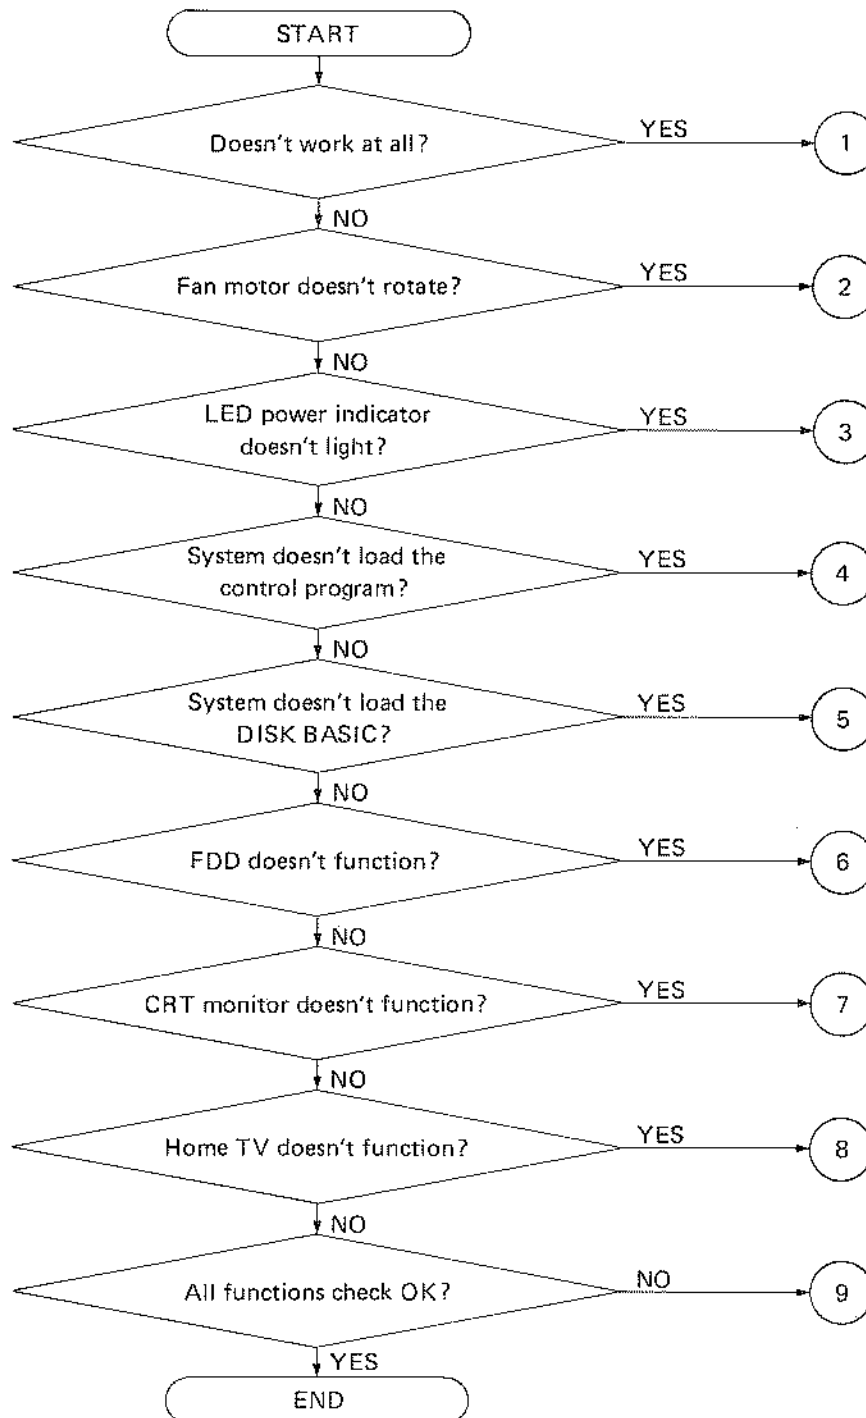 START
Doesn't work at all?
YES
1
NO
Fan motor doesn't rotate?
YES
2
NO
LED power indicator
doesn't light?
YES
3
NO
System doesn't load the
control program?
YES
4
NO
System doesn't load the
DISK BASIC?
YES
5
NO
FDD doesn't function?
YES
6
NO
CRT monitor doesn't function?
YES
7
NO
Home TV doesn't function?
YES
8
NO
All functions check OK?
NO
9
YES
END